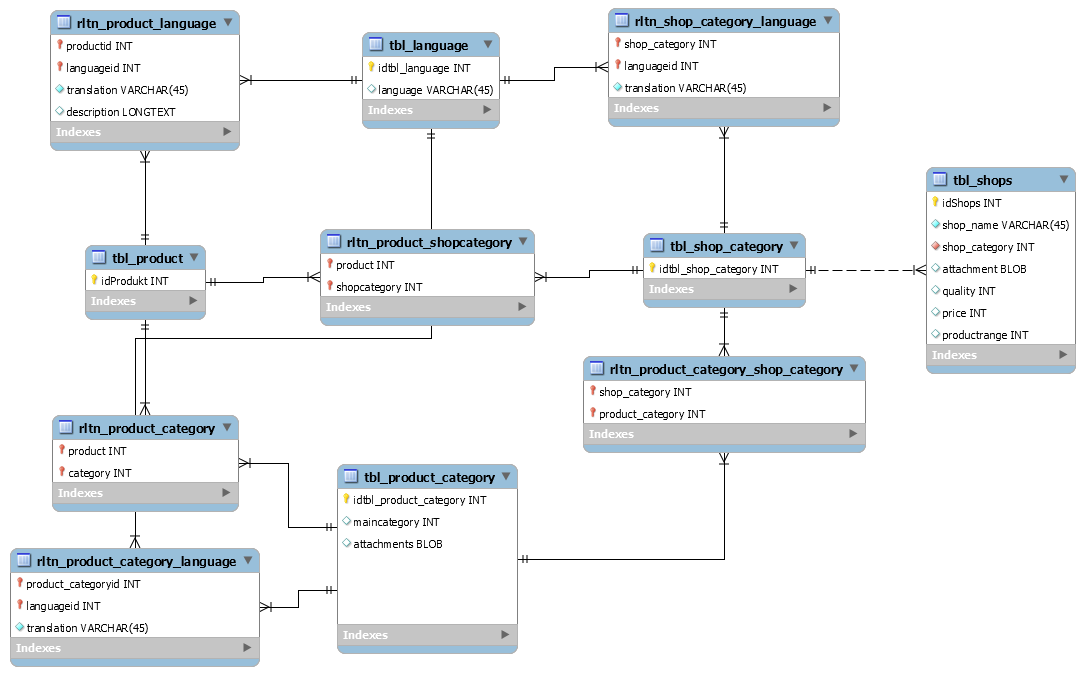 rltn_product_language
productid INT
languageid INT
translation VARCHAR(45)
description LONGTEXT
Indexes
tbl_language
idtbl_language INT
language VARCHAR(45)
Indexes
rltn_shop_category_language
shop_category INT
languageid INT
translation VARCHAR(45)
Indexes
tbl_shops
idShops INT
shop_name VARCHAR(45)
shop_category INT
attachment BLOB
quality INT
price INT
productrange INT
Indexes
tbl_product
idProdukt INT
Indexes
rltn_product_shopcategory
product INT
shopcategory INT
Indexes
tbl_shop_category
idtbl_shop_category INT
Indexes
rltn_product_category_shop_category
shop_category INT
product_category INT
Indexes
rltn_product_category
product INT
category INT
Indexes
tbl_product_category
idtbl_product_category INT
maincategory INT
attachments BLOB
Indexes
rltn_product_category_language
product_categoryid INT
languageid INT
translation VARCHAR(45)
Indexes